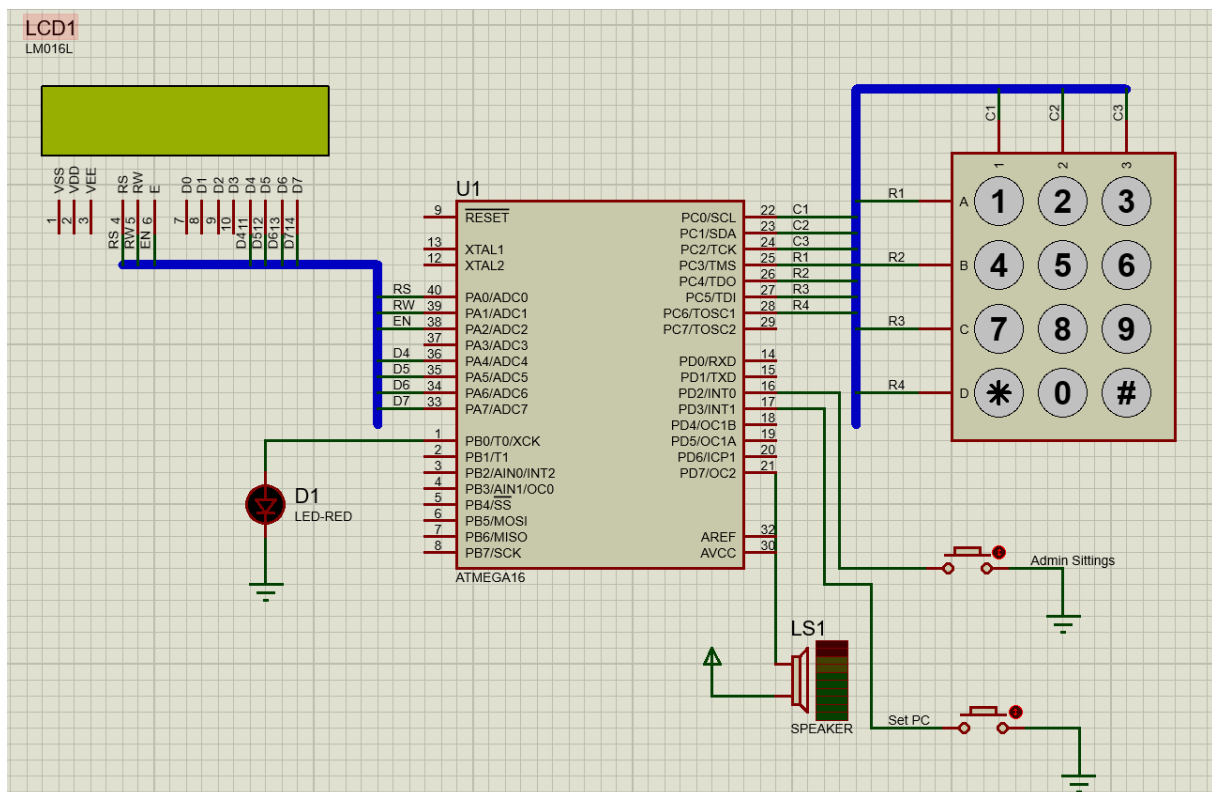 LCD1
LM016L
VSS
VDD
VEE
RS
RW
E
D0
D1
D2
D3
D4
D5
D6
D7
1
2
3
4
5
6
7
8
9
10
11
12
13
14
RS
RW
EN
D4
D5
D6
D7
U1
9 RESET
13 XTAL1
12 XTAL2
RS 40 PA0/ADC0
RW 39 PA1/ADC1
EN 38 PA2/ADC2
37 PA3/ADC3
D4 36 PA4/ADC4
D5 35 PA5/ADC5
D6 34 PA6/ADC6
D7 33 PA7/ADC7
1 PB0/T0/XCK
2 PB1/T1
3 PB2/AIN0/INT2
4 PB3/AIN1/OC0
5 PB4/SS
6 PB5/MOSI
7 PB6/MISO
8 PB7/SCK
PC0/SCL 22 C1
PC1/SDA 23 C2
PC2/TCK 24 C3
PC3/TMS 25 R1
PC4/TDO 26 R2
PC5/TDI 27 R3
PC6/TOSC1 28 R4
PC7/TOSC2 29
PD0/RXD 14
PD1/TXD 15
PD2/INT0 16
PD3/INT1 17
PD4/OC1B 18
PD5/OC1A 19
PD6/ICP1 20
PD7/OC2 21
AREF 32
AVCC 30
ATMEGA16
D1
LED-RED
C1
C2
C3
1
2
3
R1 A 1 2 3
R2 B 4 5 6
R3 C 7 8 9
R4 D * 0 #
Admin Sittings
LS1
SPEAKER
Set PC